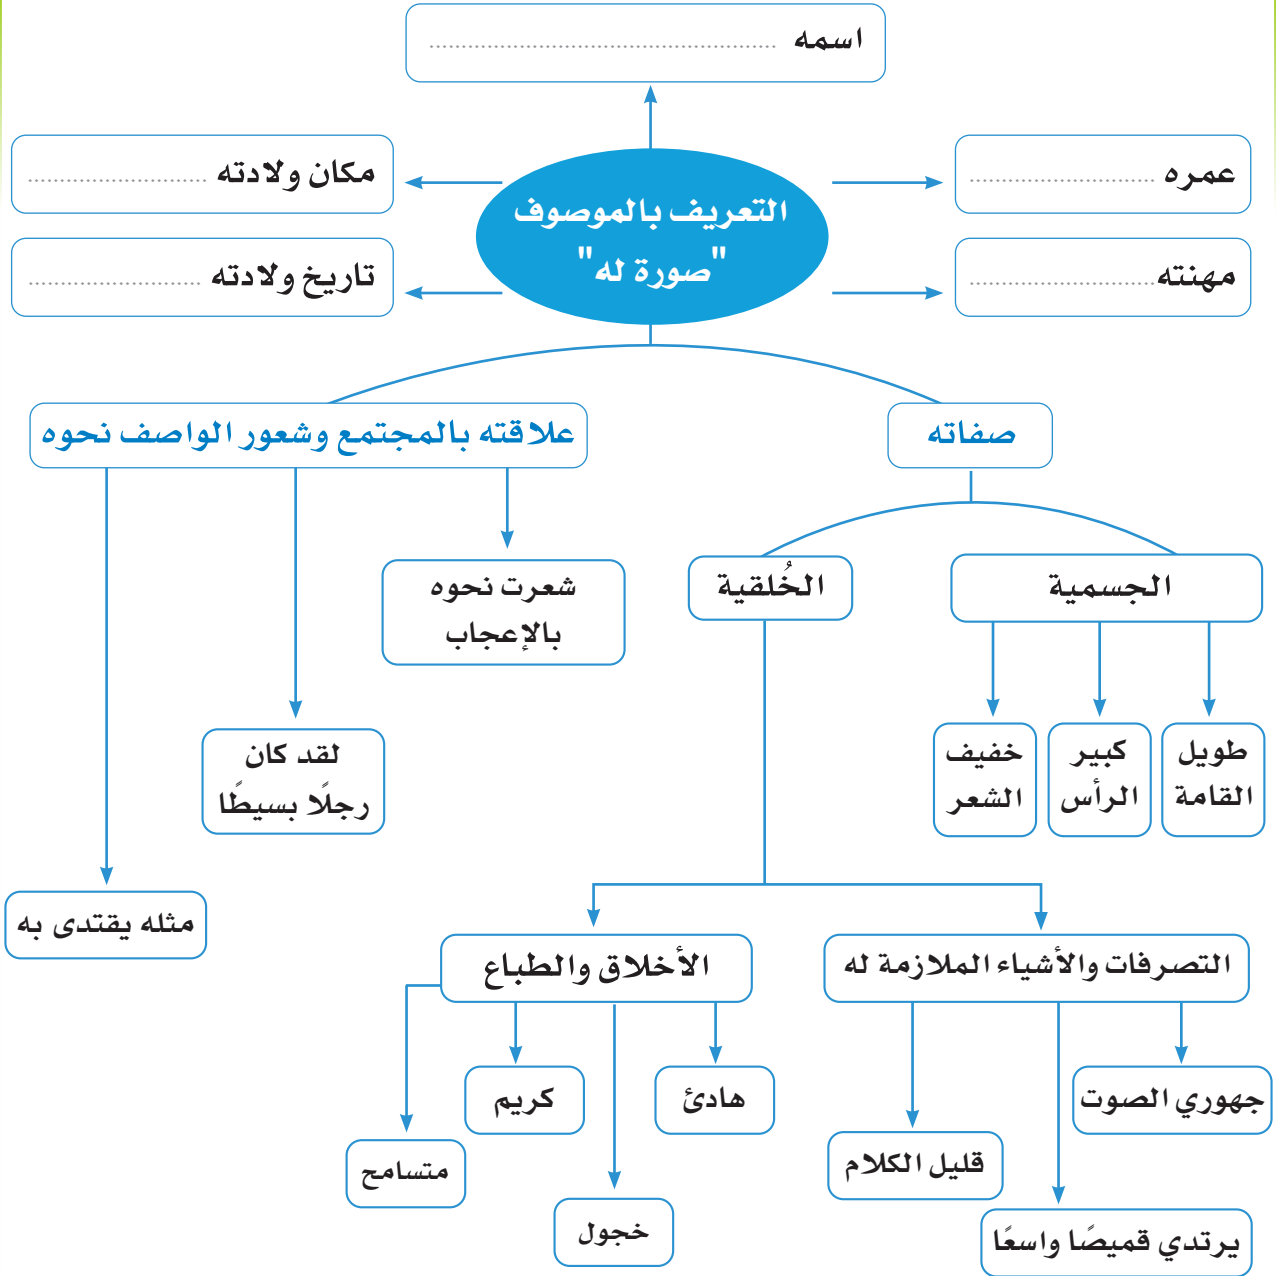 اسمه ......................................................
عمره .............................
مكان ولادته ............................
التعريف بالموصوف
"صورة له"
مهنته .............................
تاريخ ولادته ...........................
صفاته
علاقته بالمجتمع وشعور الواصف نحوه
الجسمية
الخُلقية
شعرت نحوه
بالإعجاب
طويل
القامة
كبير
الرأس
خفيف
الشعر
لقد كان
رجلًا بسيطًا
مثله يقتدى به
التصرفات والأشياء الملازمة له
الأخلاق والطباع
جهوري الصوت
يرتدي قميصًا واسعًا
قليل الكلام
هادئ
خجول
كريم
متسامح